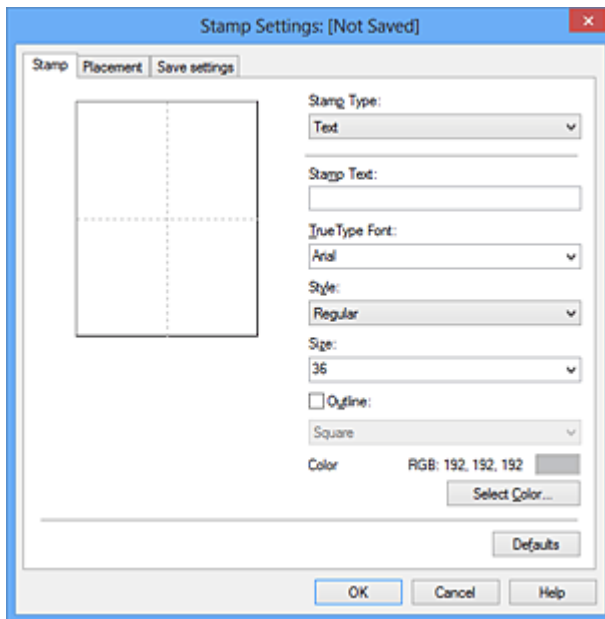 Stamp Settings: [Not Saved]
Stamp Placement Save settings
Stamp Type:
Text
Stamp Text:
TrueType Font:
Arial
Style:
Regular
Size:
36
Outline:
Square
Color RGB: 192, 192, 192
Select Color...
Defaults
OK Cancel Help